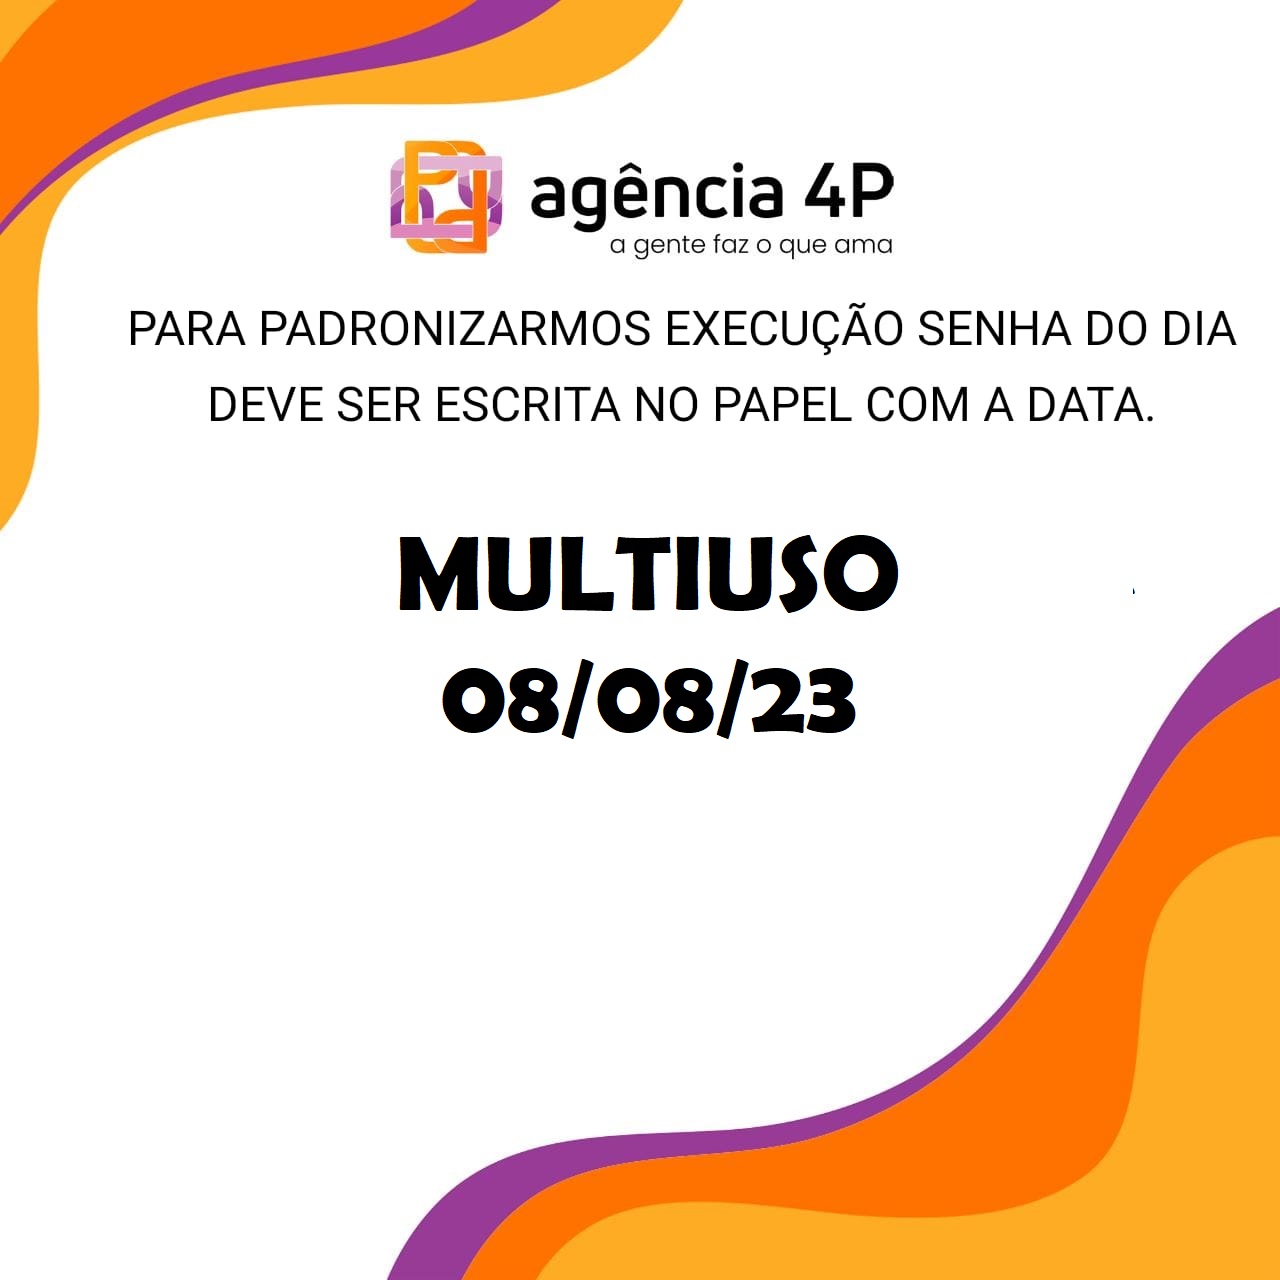 agência 4P
a gente faz o que ama
PARA PADRONIZARMOS EXECUÇÃO SENHA DO DIA
DEVE SER ESCRITA NO PAPEL COM A DATA.
MULTIUSO
08/08/23